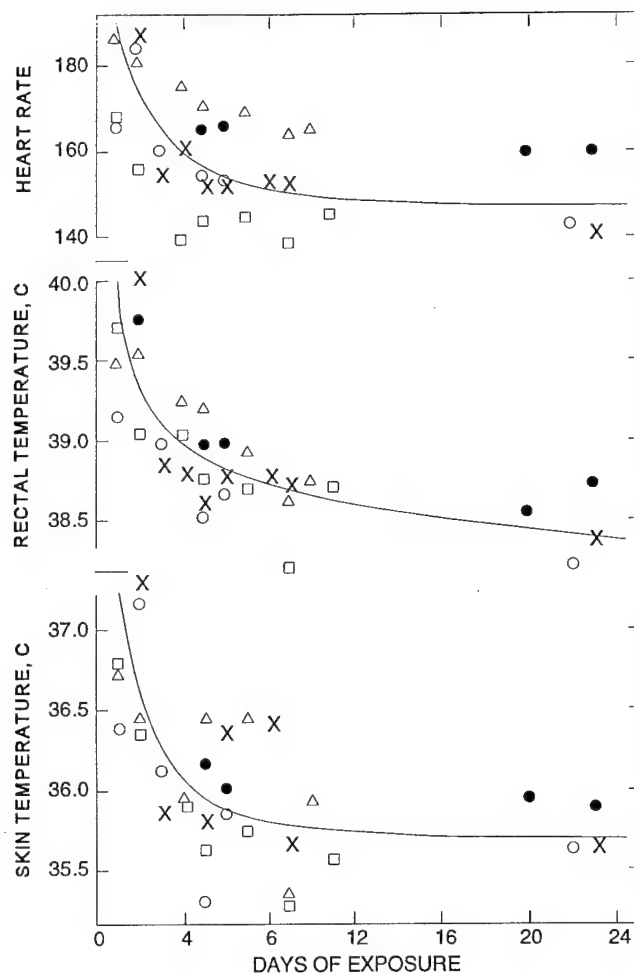 HEART RATE
180
160
140
RECTAL TEMPERATURE, C
40.0
39.5
39.0
38.5
SKIN TEMPERATURE, C
37.0
36.5
36.0
35.5
0 4 6 12 16 20 24
DAYS OF EXPOSURE